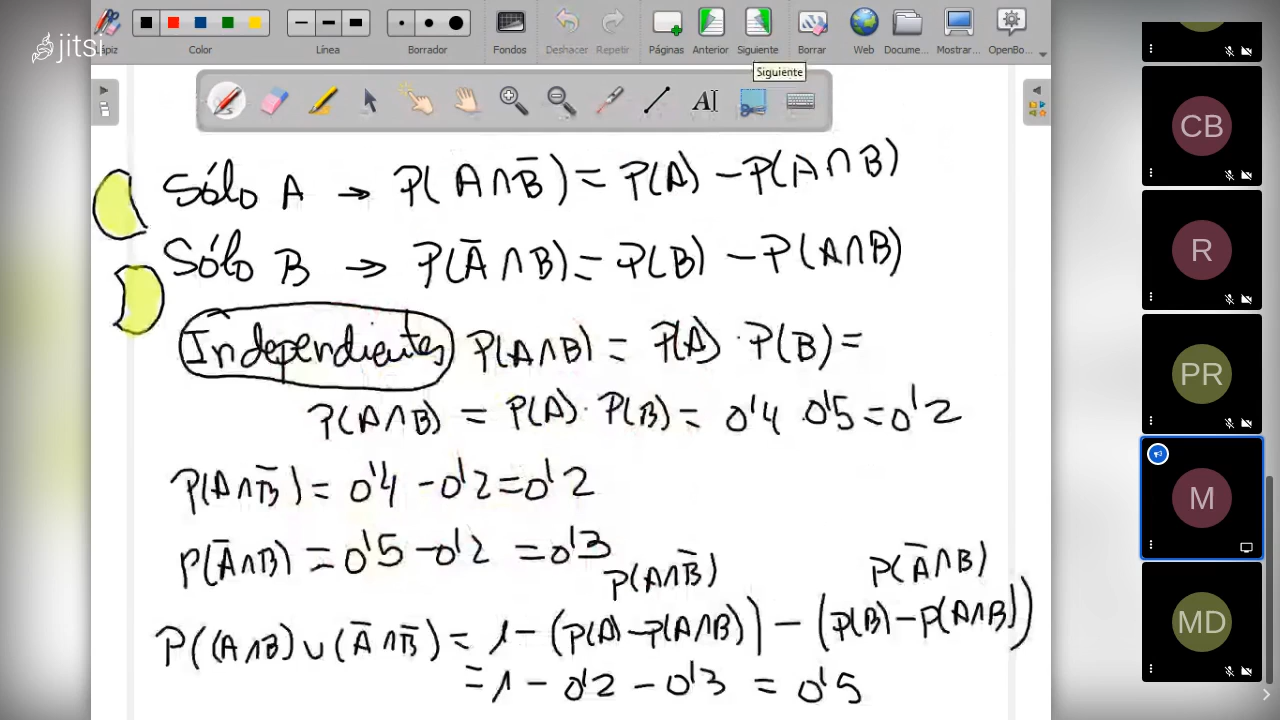 jitsi
Lápiz Color Línea Borrador Fondos Deshacer Repetir Páginas Anterior Siguiente Borrar Web Docume... Mostrar... OpenBo...
Siguiente
Sólo A → P(A∩B̅) = P(A) - P(A∩B)
Sólo B → P(A̅∩B) = P(B) - P(A∩B)
Independientes P(A∩B) = P(A) · P(B) =
P(A∩B) = P(A) · P(B) = 0'4 · 0'5 = 0'2
P(A∩B̅) = 0'4 - 0'2 = 0'2
P(A̅∩B) = 0'5 - 0'2 = 0'3
P(A∩B̅) P(A̅∩B)
P((A∩B) ∪ (A̅∩B̅) = 1 - (P(A) - P(A∩B)) - (P(B) - P(A∩B))
= 1 - 0'2 - 0'3 = 0'5
CB
R
PR
M
MD